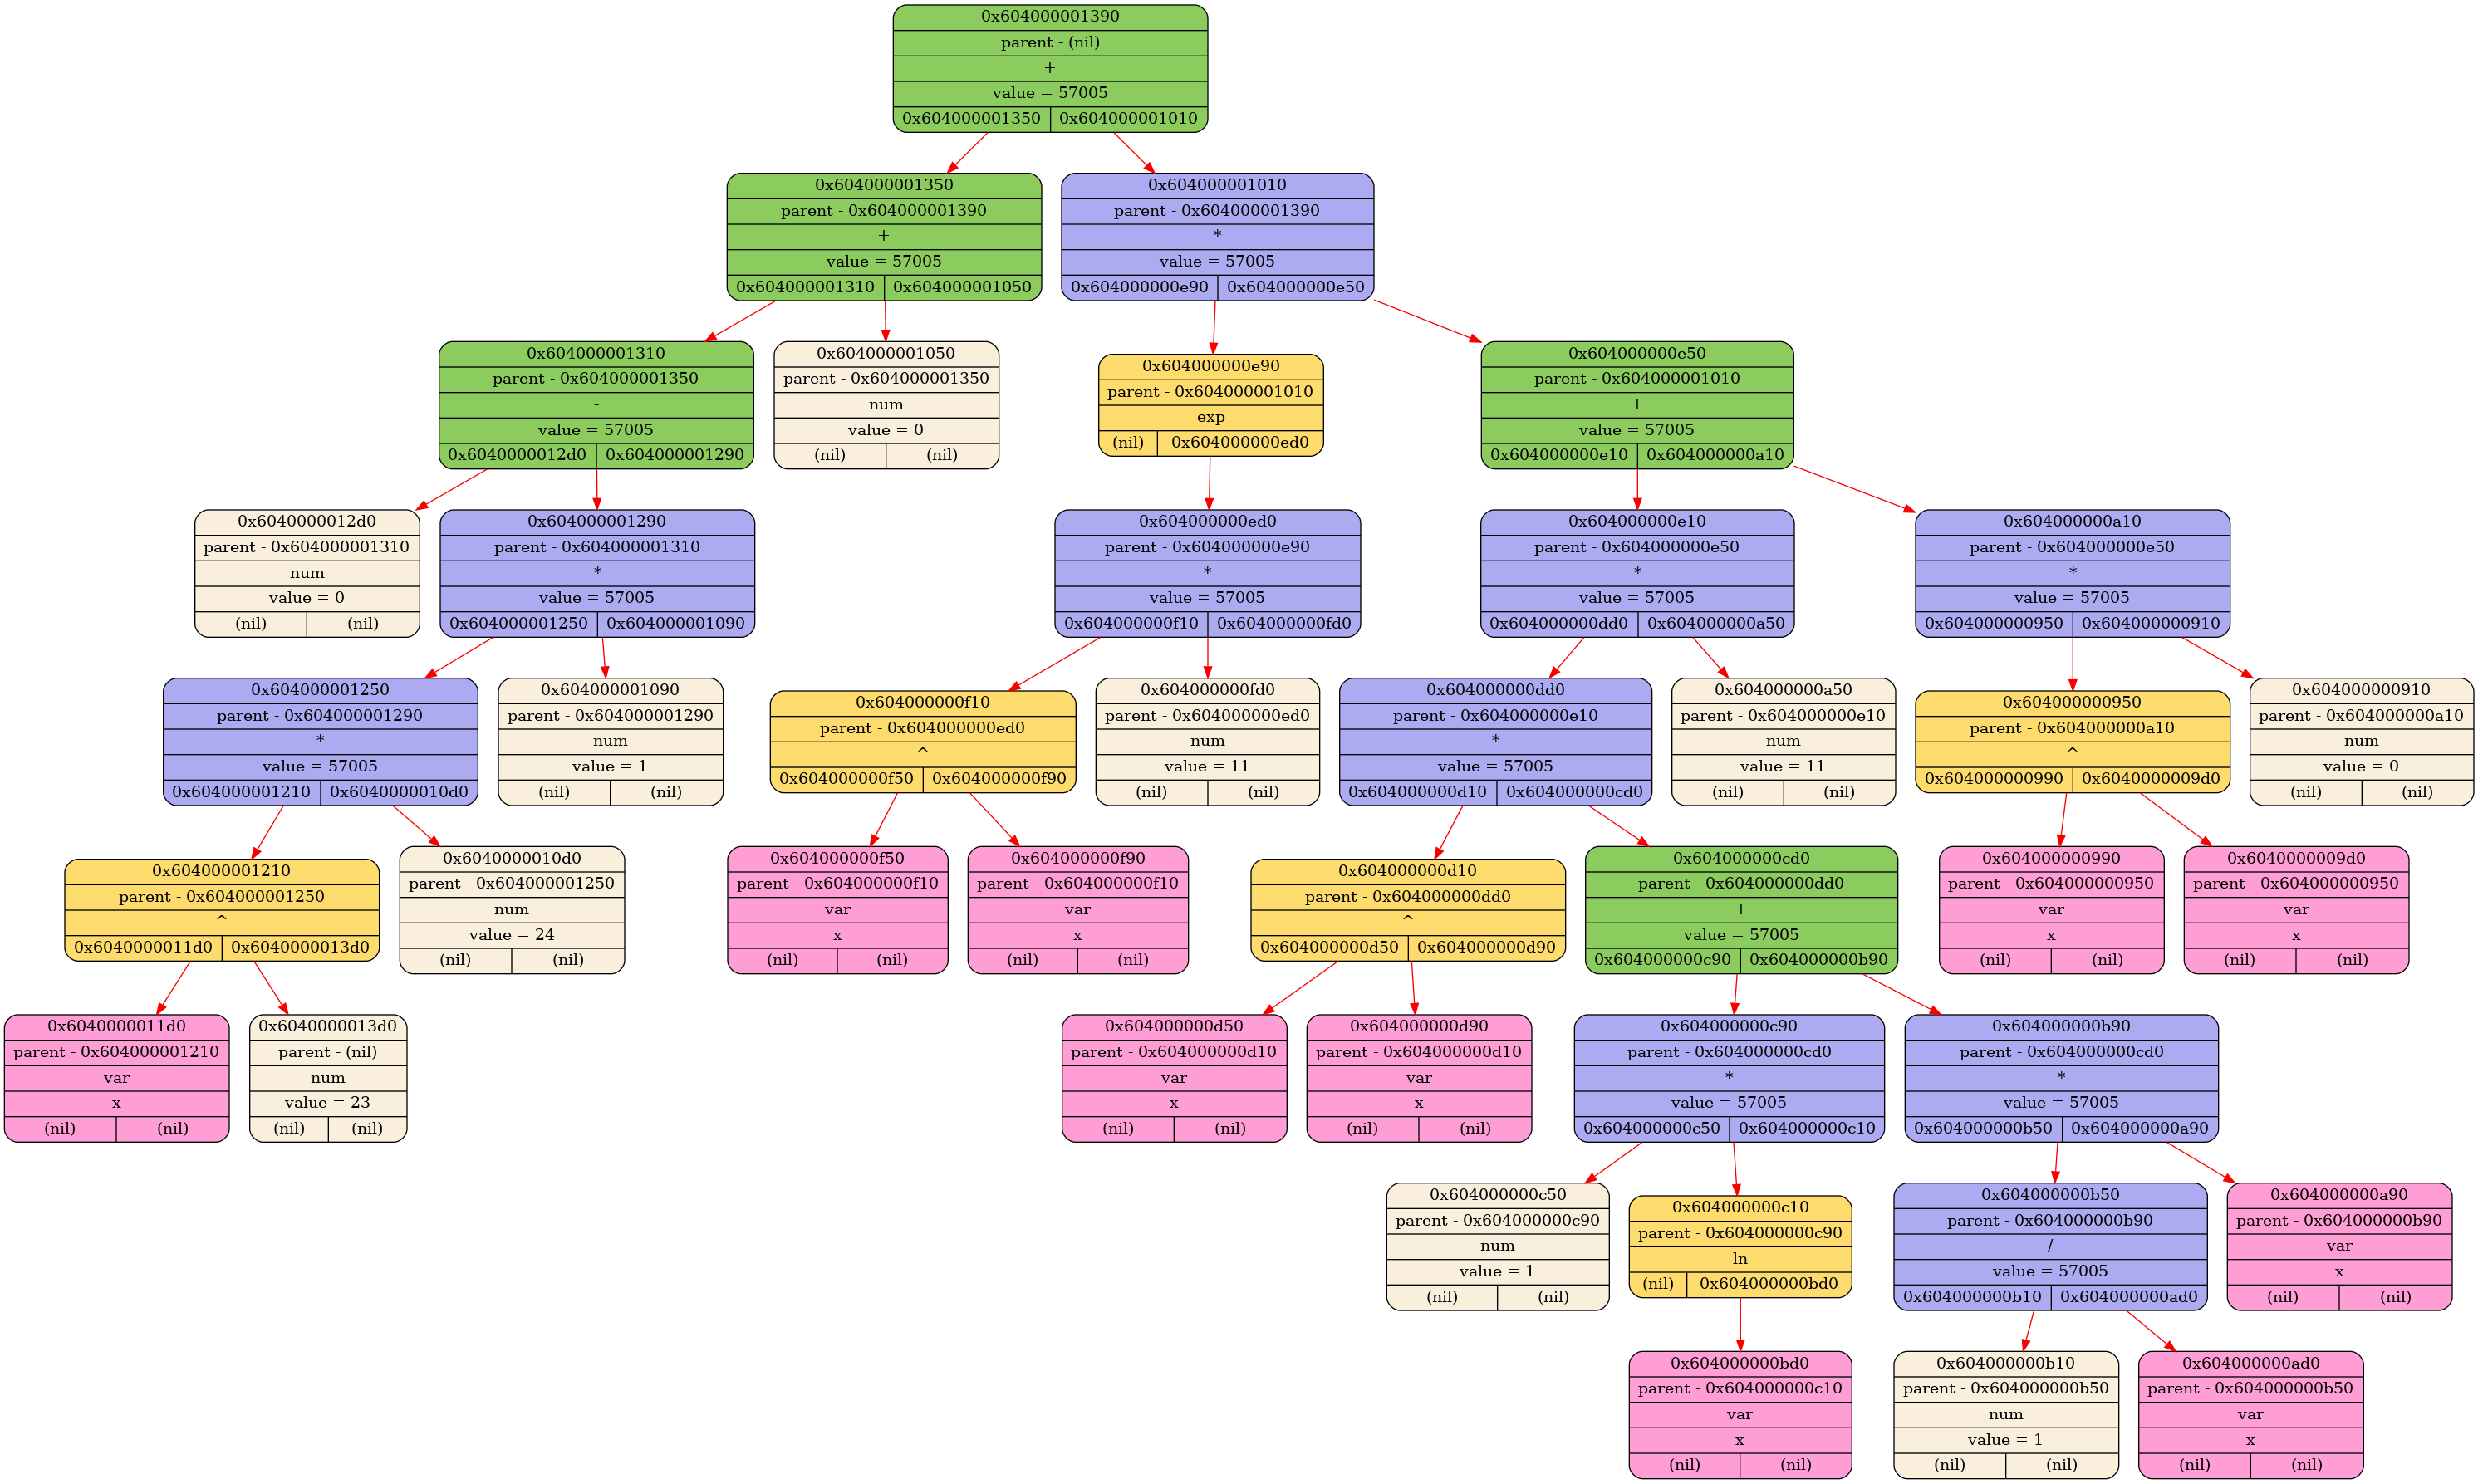 0x604000001390
parent - (nil)
+
value = 57005
0x604000001350 0x604000001010
0x604000001350
parent - 0x604000001390
+
value = 57005
0x604000001310 0x604000001050
0x604000001010
parent - 0x604000001390
*
value = 57005
0x604000000e90 0x604000000e50
0x604000001310
parent - 0x604000001350
-
value = 57005
0x6040000012d0 0x604000001290
0x604000001050
parent - 0x604000001350
num
value = 0
(nil) (nil)
0x604000000e90
parent - 0x604000001010
exp
(nil) 0x604000000ed0
0x604000000e50
parent - 0x604000001010
+
value = 57005
0x604000000e10 0x604000000a10
0x6040000012d0
parent - 0x604000001310
num
value = 0
(nil) (nil)
0x604000001290
parent - 0x604000001310
*
value = 57005
0x604000001250 0x604000001090
0x604000000ed0
parent - 0x604000000e90
*
value = 57005
0x604000000f10 0x604000000fd0
0x604000000e10
parent - 0x604000000e50
*
value = 57005
0x604000000dd0 0x604000000a50
0x604000000a10
parent - 0x604000000e50
*
value = 57005
0x604000000950 0x604000000910
0x604000001250
parent - 0x604000001290
*
value = 57005
0x604000001210 0x6040000010d0
0x604000001090
parent - 0x604000001290
num
value = 1
(nil) (nil)
0x604000000f10
parent - 0x604000000ed0
^
0x604000000f50 0x604000000f90
0x604000000fd0
parent - 0x604000000ed0
num
value = 11
(nil) (nil)
0x604000000dd0
parent - 0x604000000e10
*
value = 57005
0x604000000d10 0x604000000cd0
0x604000000a50
parent - 0x604000000e10
num
value = 11
(nil) (nil)
0x604000000950
parent - 0x604000000a10
^
0x604000000990 0x6040000009d0
0x604000000910
parent - 0x604000000a10
num
value = 0
(nil) (nil)
0x604000001210
parent - 0x604000001250
^
0x6040000011d0 0x6040000013d0
0x6040000010d0
parent - 0x604000001250
num
value = 24
(nil) (nil)
0x604000000f50
parent - 0x604000000f10
var
x
(nil) (nil)
0x604000000f90
parent - 0x604000000f10
var
x
(nil) (nil)
0x604000000d10
parent - 0x604000000dd0
^
0x604000000d50 0x604000000d90
0x604000000cd0
parent - 0x604000000dd0
+
value = 57005
0x604000000c90 0x604000000b90
0x604000000990
parent - 0x604000000950
var
x
(nil) (nil)
0x6040000009d0
parent - 0x604000000950
var
x
(nil) (nil)
0x6040000011d0
parent - 0x604000001210
var
x
(nil) (nil)
0x6040000013d0
parent - (nil)
num
value = 23
(nil) (nil)
0x604000000d50
parent - 0x604000000d10
var
x
(nil) (nil)
0x604000000d90
parent - 0x604000000d10
var
x
(nil) (nil)
0x604000000c90
parent - 0x604000000cd0
*
value = 57005
0x604000000c50 0x604000000c10
0x604000000b90
parent - 0x604000000cd0
*
value = 57005
0x604000000b50 0x604000000a90
0x604000000c50
parent - 0x604000000c90
num
value = 1
(nil) (nil)
0x604000000c10
parent - 0x604000000c90
ln
(nil) 0x604000000bd0
0x604000000b50
parent - 0x604000000b90
/
value = 57005
0x604000000b10 0x604000000ad0
0x604000000a90
parent - 0x604000000b90
var
x
(nil) (nil)
0x604000000bd0
parent - 0x604000000c10
var
x
(nil) (nil)
0x604000000b10
parent - 0x604000000b50
num
value = 1
(nil) (nil)
0x604000000ad0
parent - 0x604000000b50
var
x
(nil) (nil)